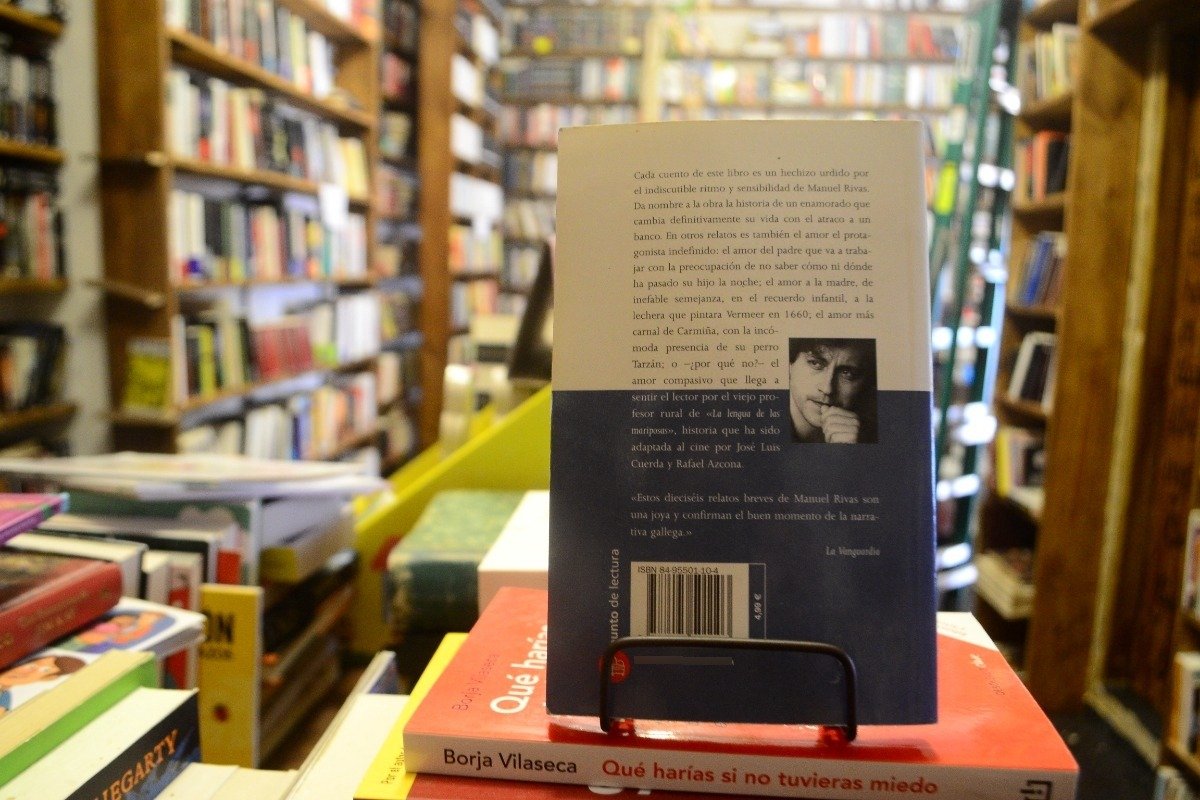 Cada cuento de este libro es un hechizo urdido por
el indiscutible ritmo y sensibilidad de Manuel Rivas.
Da nombre a la obra la historia de un enamorado que
cambia definitivamente su vida con el atraco a un
banco. En otros relatos es también el amor el prota-
gonista indefinido: el amor del padre que va a traba-
jar con la preocupación de no saber cómo ni dónde
ha pasado su hijo la noche; el amor a la madre, de
inefable semejanza, en el recuerdo infantil, a la
lechera que pintara Vermeer en 1660; el amor más
carnal de Carmiña, con la incó-
moda presencia de su perro
Tarzán; o –¿por qué no?– el
amor compasivo que llega a
sentir el lector por el viejo pro-
fesor rural de «La lengua de las
mariposas», historia que ha sido
adaptada al cine por José Luis
Cuerda y Rafael Azcona.
«Estos dieciséis relatos breves de Manuel Rivas son
una joya y confirman el buen momento de la narra-
tiva gallega.»
La Vanguardia
ISBN 84-95501-10-4
4,99 €
punto de lectura
Borja Vilaseca
Qué harías
Borja Vilaseca Qué harías si no tuvieras miedo